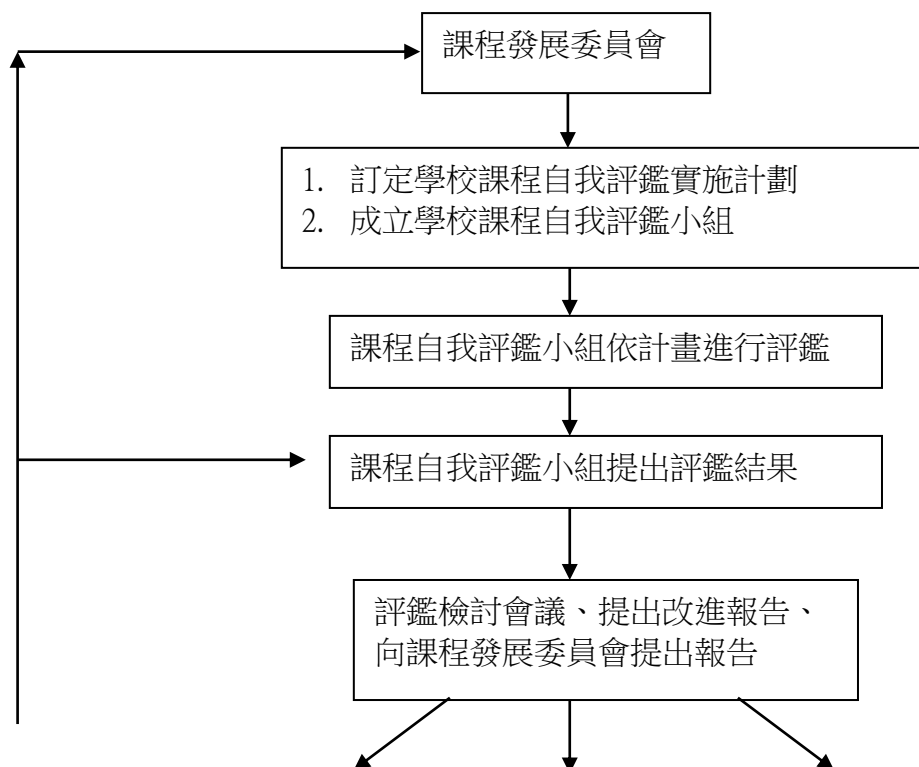 課程發展委員會
1. 訂定學校課程自我評鑑實施計劃
2. 成立學校課程自我評鑑小組
課程自我評鑑小組依計畫進行評鑑
課程自我評鑑小組提出評鑑結果
評鑑檢討會議、提出改進報告、
向課程發展委員會提出報告